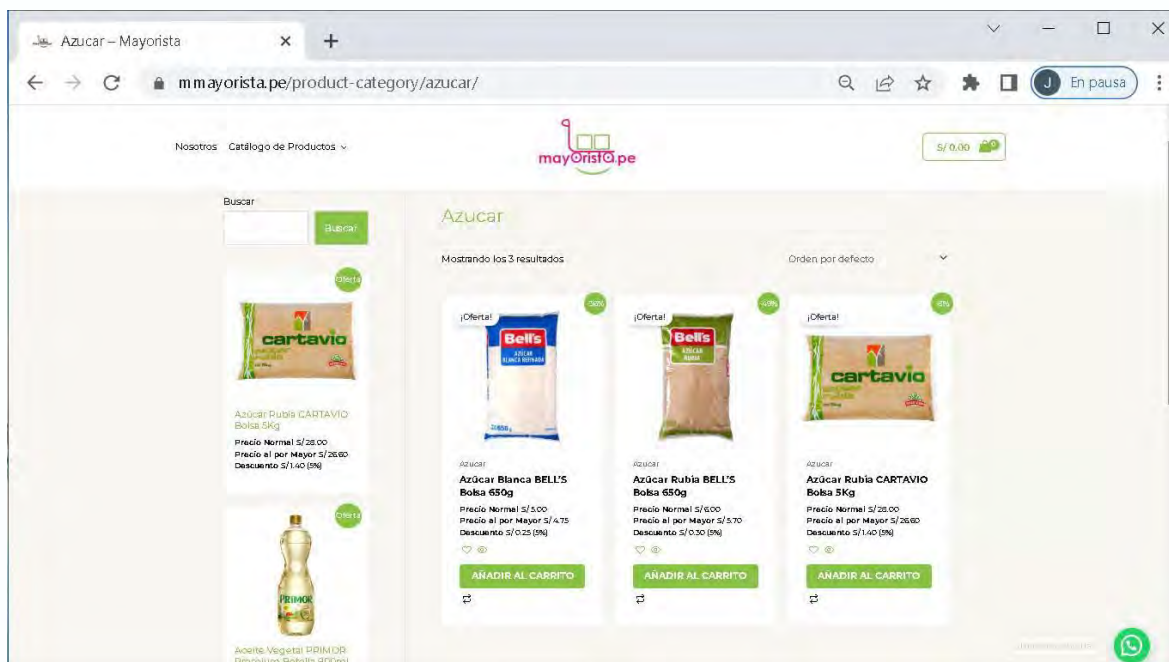 Azucar – Mayorista
mmayorista.pe/product-category/azucar/
J
En pausa
Nosotros
Catálogo de Productos
mayorista.pe
S/ 0.00
0
Buscar
Buscar
Oferta
cartavio
Azúcar Rubia CARTAVIO
Bolsa 5Kg
Precio Normal S/ 28.00
Precio al por Mayor S/ 26.60
Descuento S/ 1.40 (5%)
Oferta
PRIMOR
Aceite Vegetal PRIMOR
Azucar
Mostrando los 3 resultados
Orden por defecto
¡Oferta!
Bell's
AZÚCAR
BLANCA REFINADA
Azucar
Azúcar Blanca BELL'S
Bolsa 650g
Precio Normal S/ 5.00
Precio al por Mayor S/ 4.75
Descuento S/ 0.25 (5%)
AÑADIR AL CARRITO
¡Oferta!
Bell's
AZÚCAR
RUBIA
Azucar
Azúcar Rubia BELL'S
Bolsa 650g
Precio Normal S/ 6.00
Precio al por Mayor S/ 5.70
Descuento S/ 0.30 (5%)
AÑADIR AL CARRITO
¡Oferta!
cartavio
Azucar
Azúcar Rubia CARTAVIO
Bolsa 5Kg
Precio Normal S/ 28.00
Precio al por Mayor S/ 26.60
Descuento S/ 1.40 (5%)
AÑADIR AL CARRITO